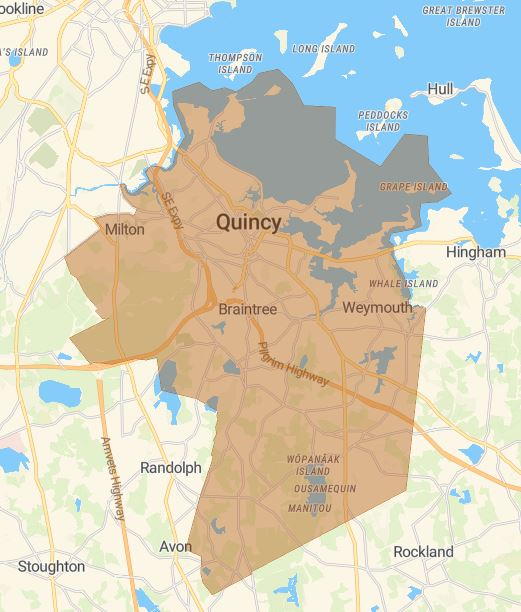 ookline
GREAT BREWSTER
ISLAND
A'S ISLAND
LONG ISLAND
THOMPSON
ISLAND
S E Expy
Hull
PEDDOCKS
ISLAND
GRAPE ISLAND
SE Expy
Quincy
Milton
Hingham
WHALE ISLAND
Braintree
Weymouth
Pilgrim Highway
Amvets Highway
WÔPANÂAK
ISLAND
OUSAMEQUIN
MANITOU
Randolph
Avon
Rockland
Stoughton